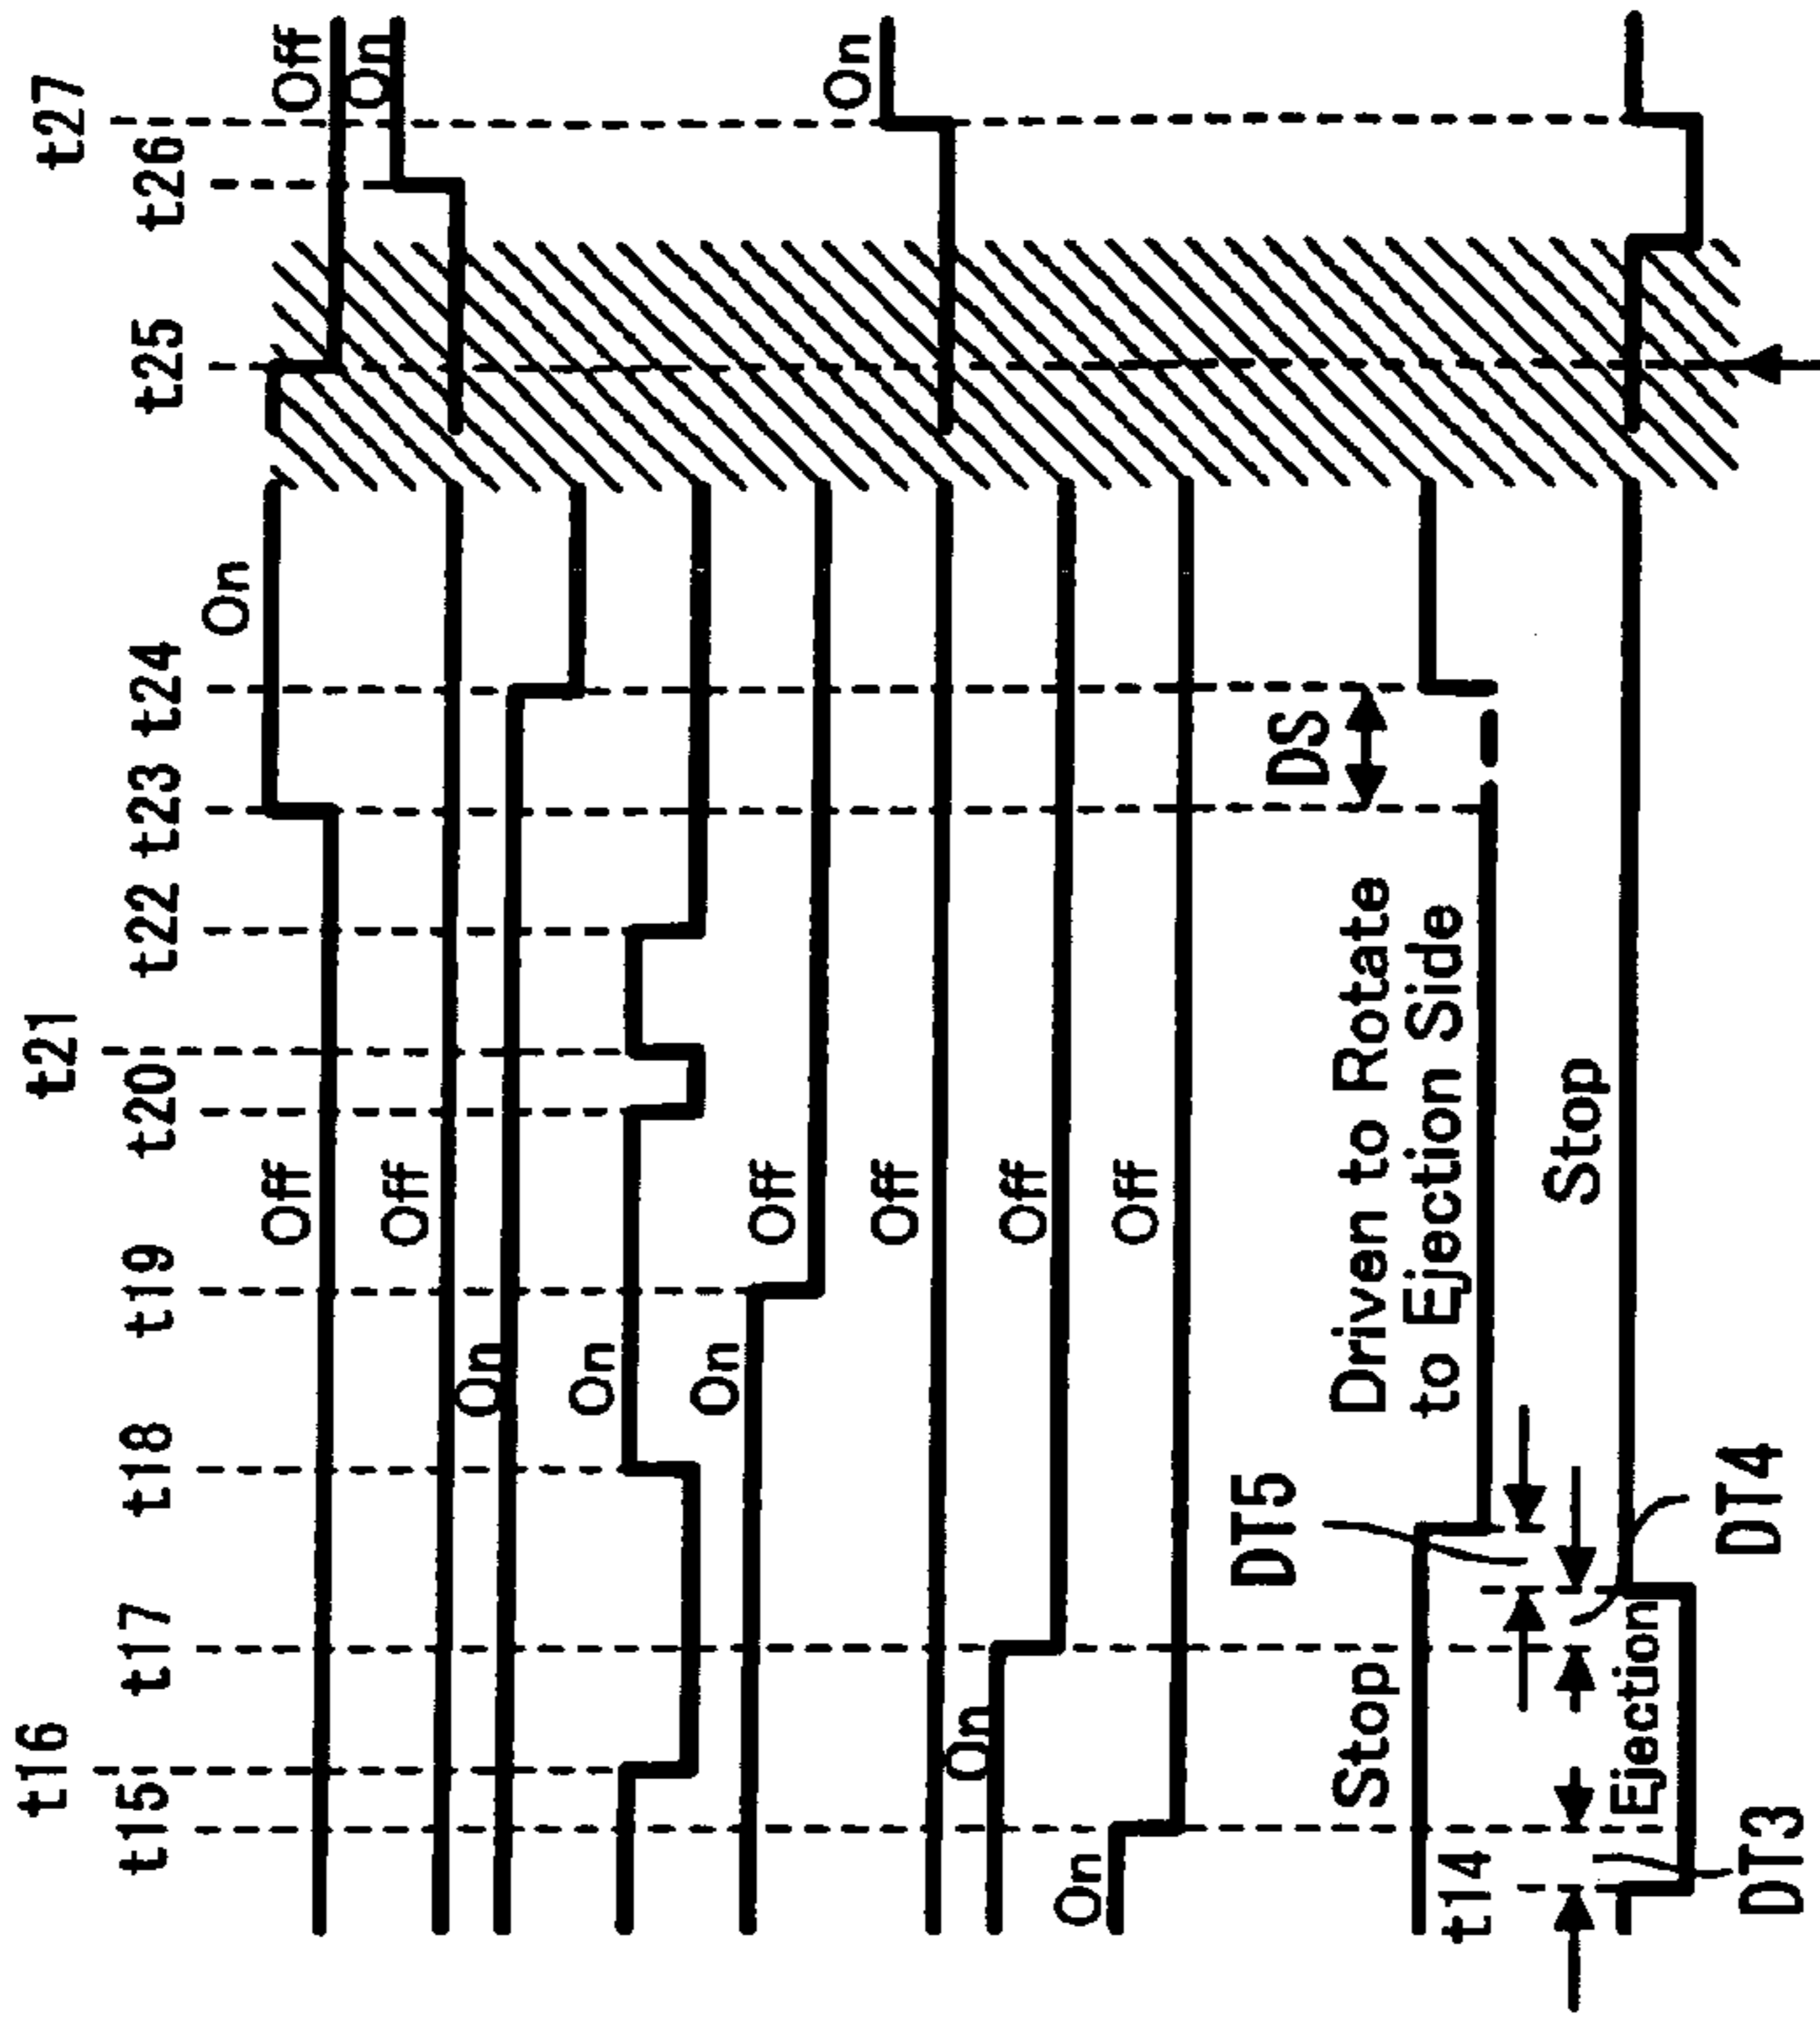 t16
t21
t27
t15
t17
t18
t19
t20
t22
t23
t24
t25
t26
On
Off
Off
On
Off
Off
On
On
On
Off
On
Off
On
Off
On
Off
DS
DT5
Stop
Driven to Rotate
to Ejection Side
t14
Ejection
Stop
DT3
DT4